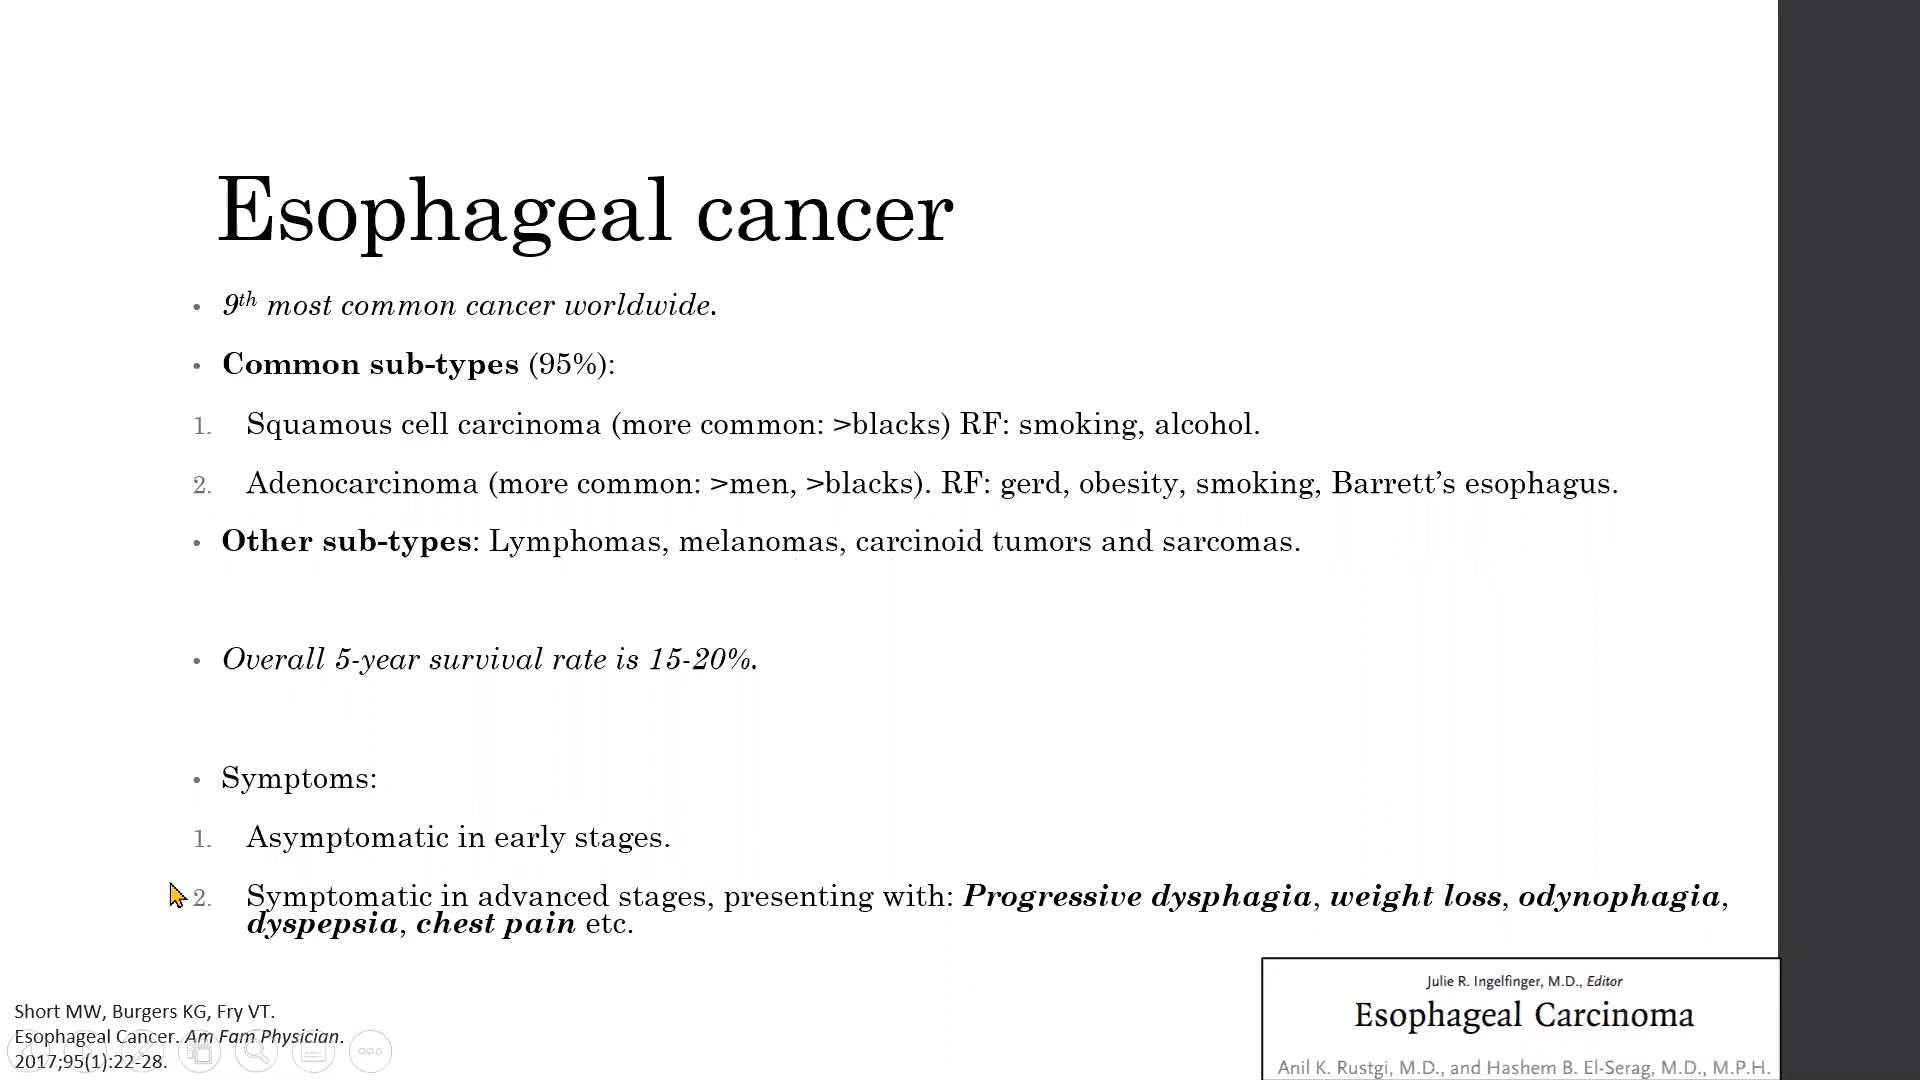 Esophageal cancer
• 9th most common cancer worldwide.
• Common sub-types (95%):
1. Squamous cell carcinoma (more common: >blacks) RF: smoking, alcohol.
2. Adenocarcinoma (more common: >men, >blacks). RF: gerd, obesity, smoking, Barrett’s esophagus.
• Other sub-types: Lymphomas, melanomas, carcinoid tumors and sarcomas.
• Overall 5-year survival rate is 15-20%.
• Symptoms:
1. Asymptomatic in early stages.
2. Symptomatic in advanced stages, presenting with: Progressive dysphagia, weight loss, odynophagia,
dyspepsia, chest pain etc.
Short MW, Burgers KG, Fry VT.
Esophageal Cancer. Am Fam Physician.
2017;95(1):22-28.
Julie R. Ingelfinger, M.D., Editor
Esophageal Carcinoma
Anil K. Rustgi, M.D., and Hashem B. El-Serag, M.D., M.P.H.